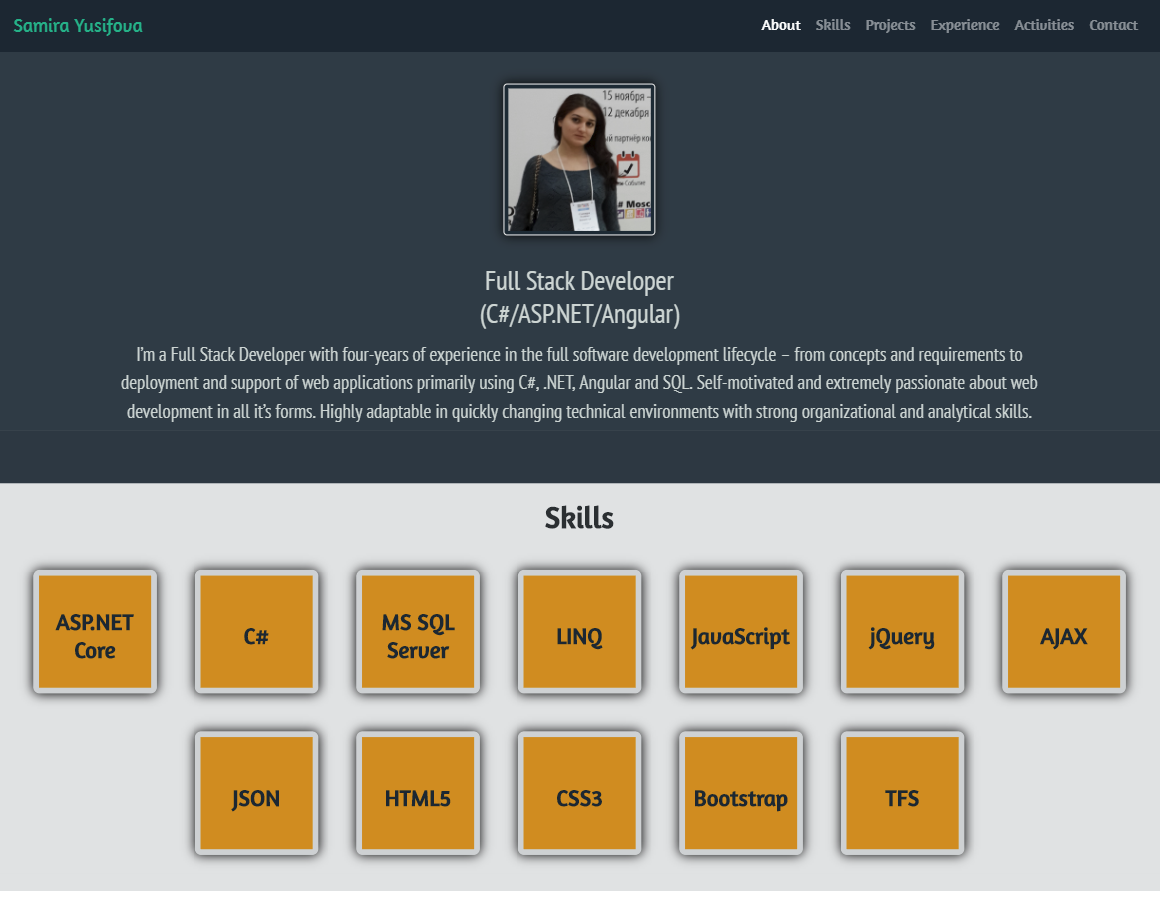 Samira Yusifova
About Skills Projects Experience Activities Contact
15 ноября –
12 декабря
Событие
# Mosc
Full Stack Developer
(C#/ASP.NET/Angular)
I'm a Full Stack Developer with four-years of experience in the full software development lifecycle – from concepts and requirements to
deployment and support of web applications primarily using C#, .NET, Angular and SQL. Self-motivated and extremely passionate about web
development in all it's forms. Highly adaptable in quickly changing technical environments with strong organizational and analytical skills.
Skills
ASP.NET
Core
C#
MS SQL
Server
LINQ
JavaScript
jQuery
AJAX
JSON
HTML5
CSS3
Bootstrap
TFS